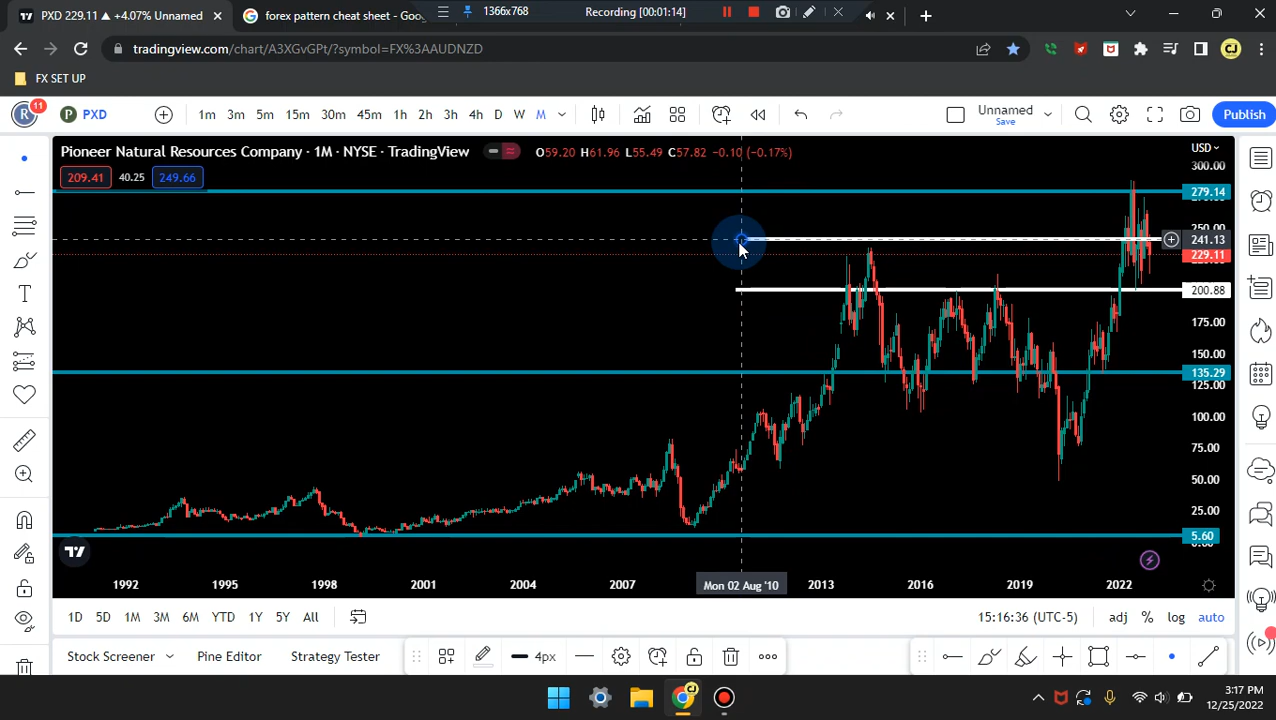 PXD 229.11 ▲ +4.07% Unnamed
forex pattern cheat sheet - Goo
1366x768
Recording [00:01:14]
tradingview.com/chart/A3XGvGPt/?symbol=FX%3AAUDNZD
CJ
FX SET UP
R 11 P PXD 1m 3m 5m 15m 30m 45m 1h 2h 3h 4h D W M Unnamed Save Publish
Pioneer Natural Resources Company · 1M · NYSE · TradingView O59.20 H61.96 L55.49 C57.82 -0.10 (-0.17%) USD
300.00
209.41 40.25 249.66
279.14
241.13
229.11
200.88
175.00
150.00
135.29
125.00
100.00
75.00
50.00
25.00
5.60
1992 1995 1998 2001 2004 2007 Mon 02 Aug '10 2013 2016 2019 2022
1D 5D 1M 3M 6M YTD 1Y 5Y All 15:16:36 (UTC-5) adj % log auto
Stock Screener Pine Editor Strategy Tester 4px
3:17 PM
12/25/2022